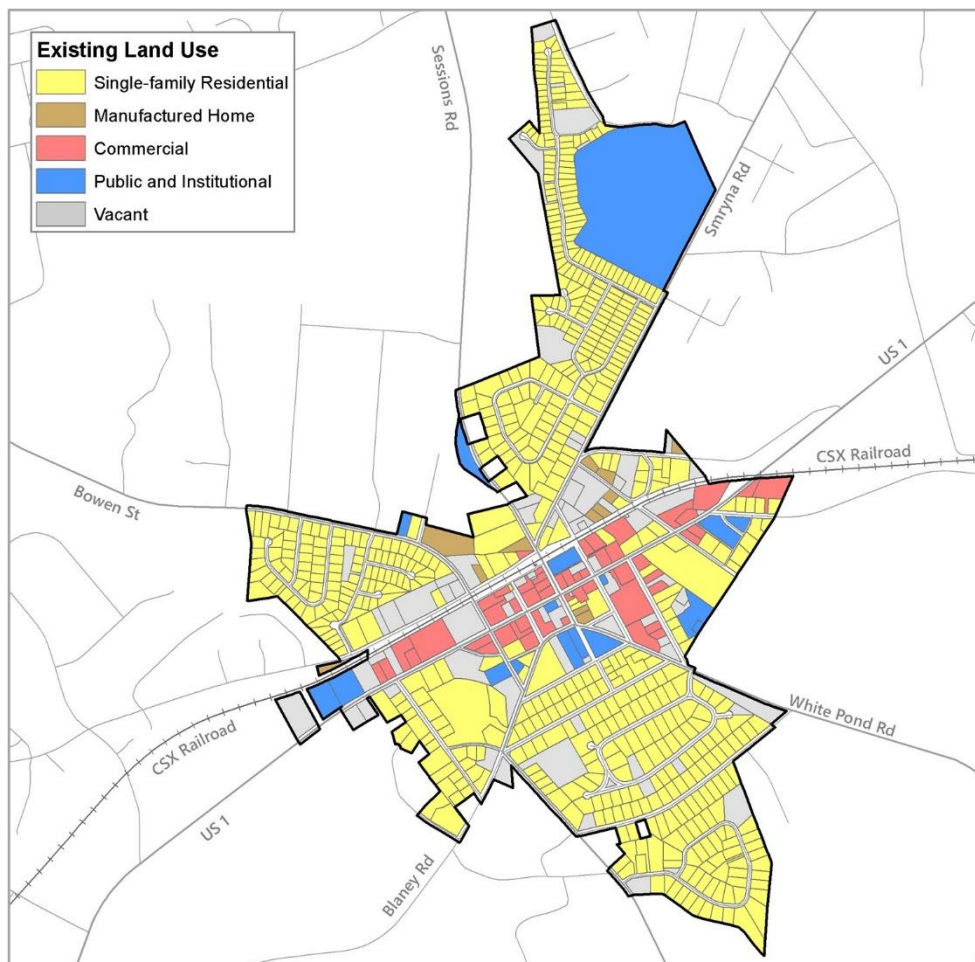 Existing Land Use
Single-family Residential
Manufactured Home
Commercial
Public and Institutional
Vacant
Sessions Rd
Smryna Rd
US 1
CSX Railroad
Bowen St
White Pond Rd
CSX Railroad
US 1
Blaney Rd